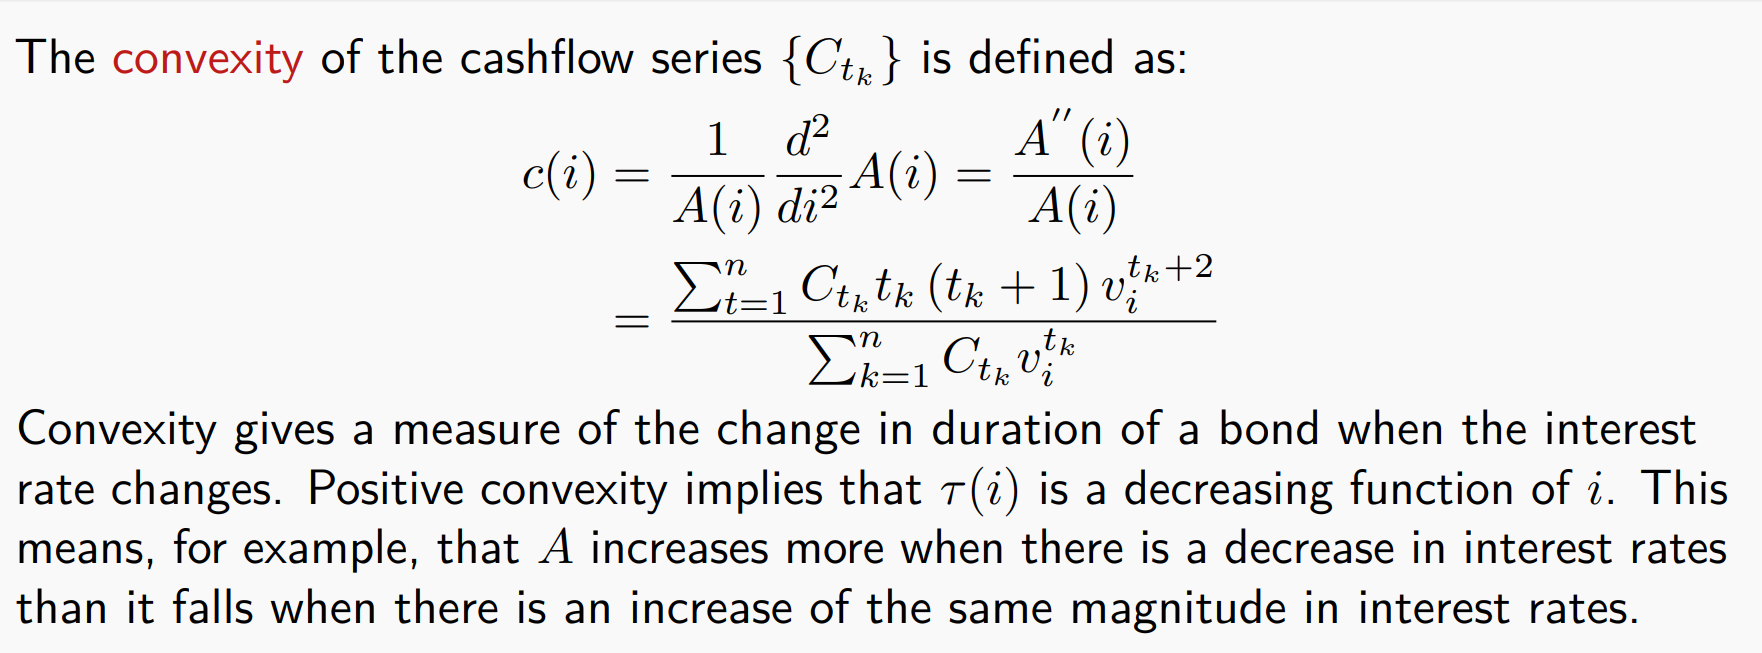 The convexity of the cashflow series {C_{t_k}} is defined as:
c(i) = \frac{1}{A(i)} \frac{d^2}{di^2} A(i) = \frac{A''(i)}{A(i)}
= \frac{\sum_{t=1}^{n} C_{t_k} t_k (t_k + 1) v_i^{t_k+2}}{\sum_{k=1}^{n} C_{t_k} v_i^{t_k}}
Convexity gives a measure of the change in duration of a bond when the interest
rate changes. Positive convexity implies that τ(i) is a decreasing function of i. This
means, for example, that A increases more when there is a decrease in interest rates
than it falls when there is an increase of the same magnitude in interest rates.